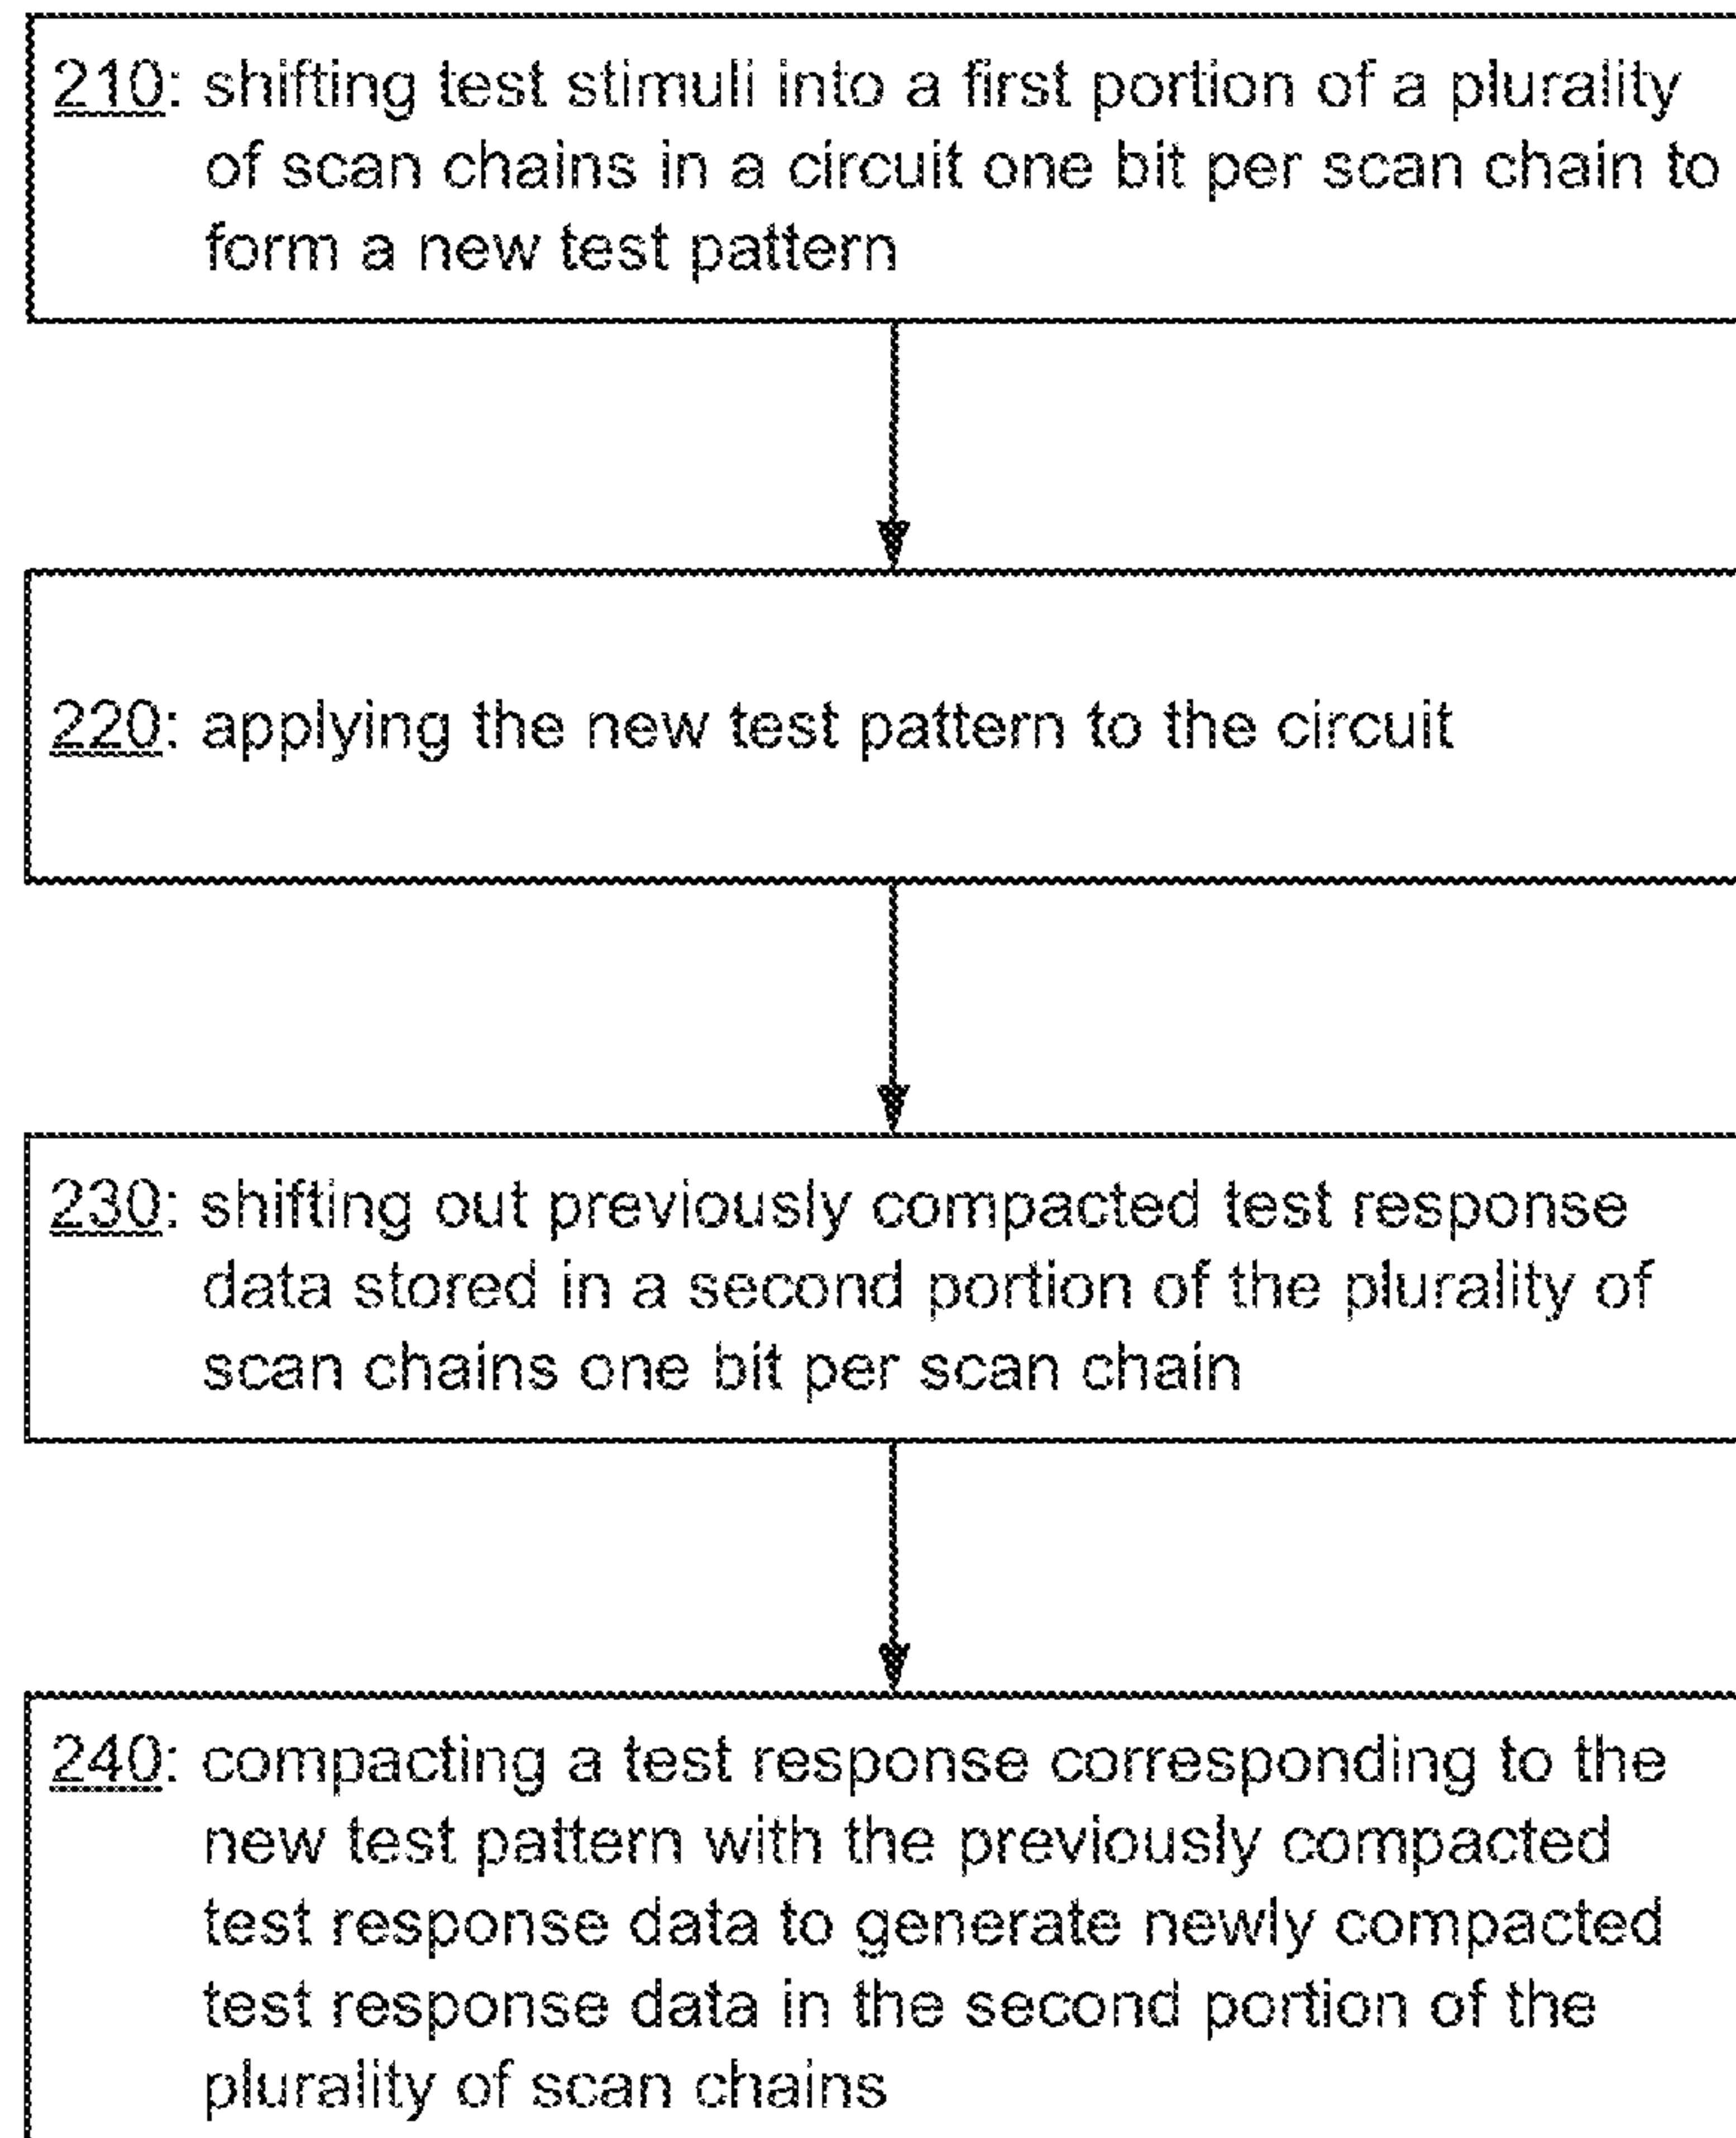 210: shifting test stimuli into a first portion of a plurality
of scan chains in a circuit one bit per scan chain to
form a new test pattern
220: applying the new test pattern to the circuit
230: shifting out previously compacted test response
data stored in a second portion of the plurality of
scan chains one bit per scan chain
240: compacting a test response corresponding to the
new test pattern with the previously compacted
test response data to generate newly compacted
test response data in the second portion of the
plurality of scan chains